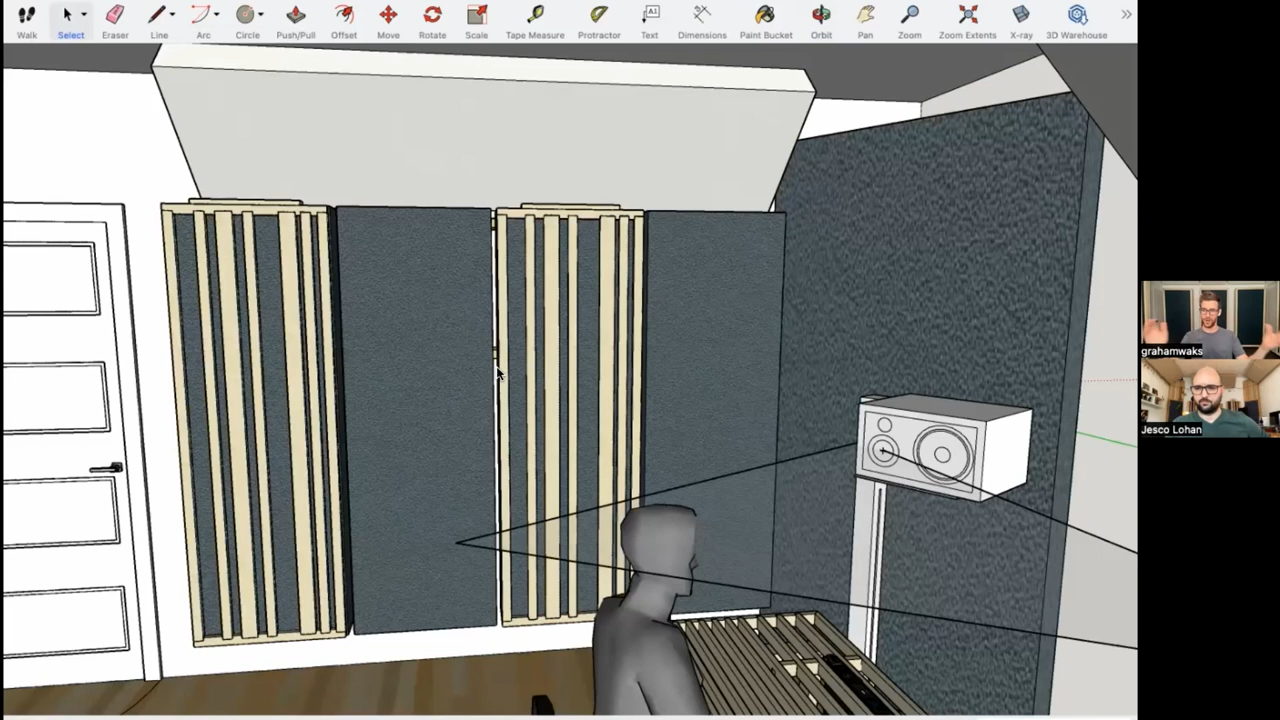 Walk Select Eraser Line Arc Circle Push/Pull Offset Move Rotate Scale Tape Measure Protractor Text Dimensions Paint Bucket Orbit Pan Zoom Zoom Extents X-ray 3D Warehouse
grahamwaks
Jesco Lohan